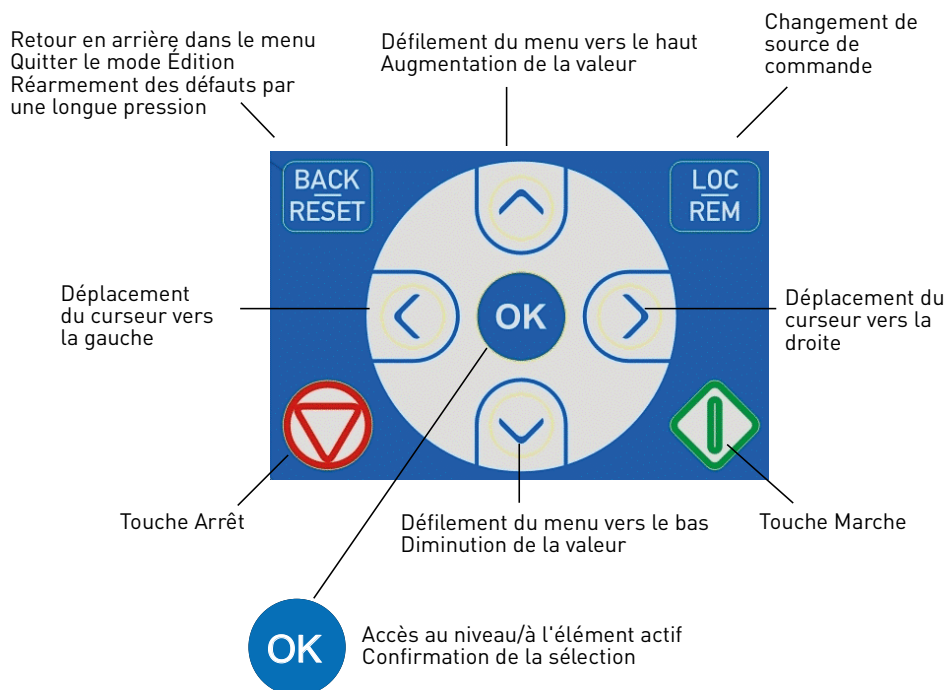 Retour en arrière dans le menu
Quitter le mode Édition
Réarmement des défauts par
une longue pression
Défilement du menu vers le haut
Augmentation de la valeur
Changement de
source de
commande
BACK
RESET
LOC
REM
Déplacement
du curseur vers
la gauche
OK
Déplacement du
curseur vers la
droite
Touche Arrêt
Défilement du menu vers le bas
Diminution de la valeur
Touche Marche
OK
Accès au niveau/à l'élément actif
Confirmation de la sélection